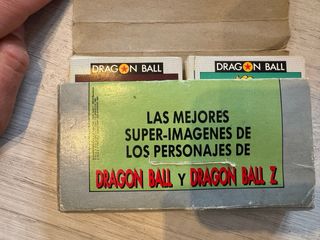 DRAGON BALL
DRAGON BALL
LAS MEJORES
SUPER-IMAGENES DE
LOS PERSONAJES DE
DRAGON BALL Y DRAGON BALL Z